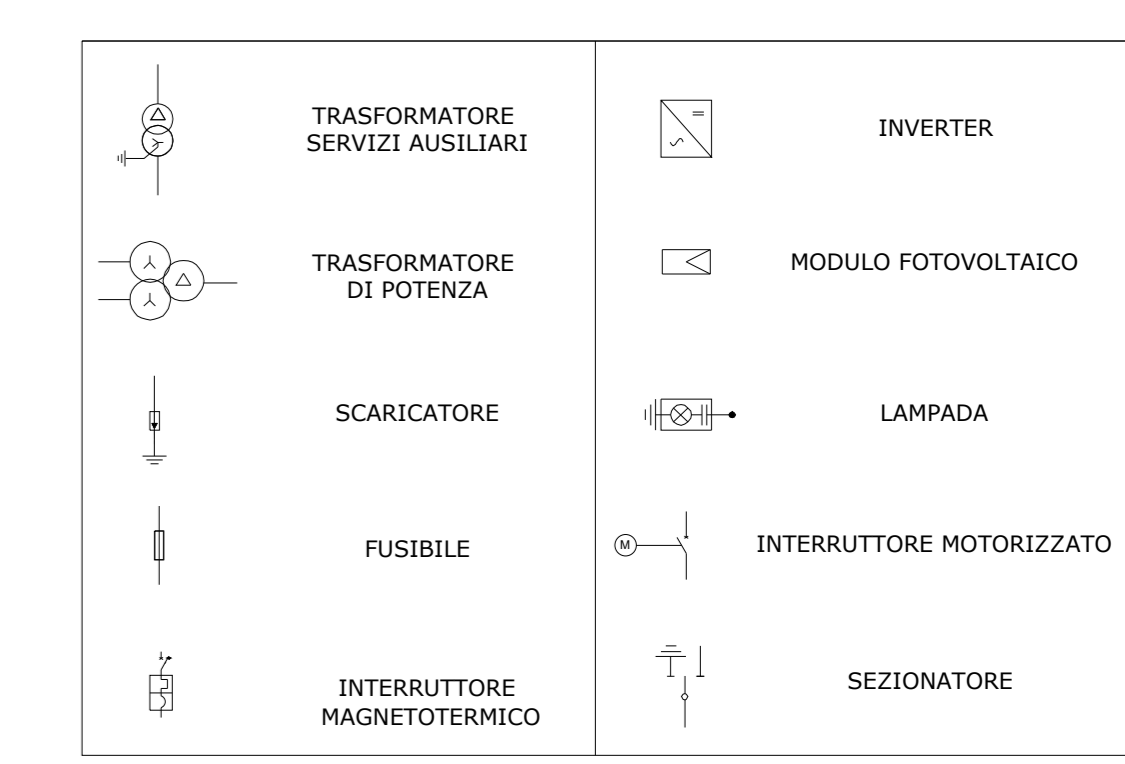 TRASFORMATORE
SERVIZI AUSILIARI
TRASFORMATORE
DI POTENZA
SCARICATORE
FUSIBILE
INTERRUTTORE
MAGNETOTERMICO
INVERTER
MODULO FOTOVOLTAICO
LAMPADA
M
INTERRUTTORE MOTORIZZATO
SEZIONATORE